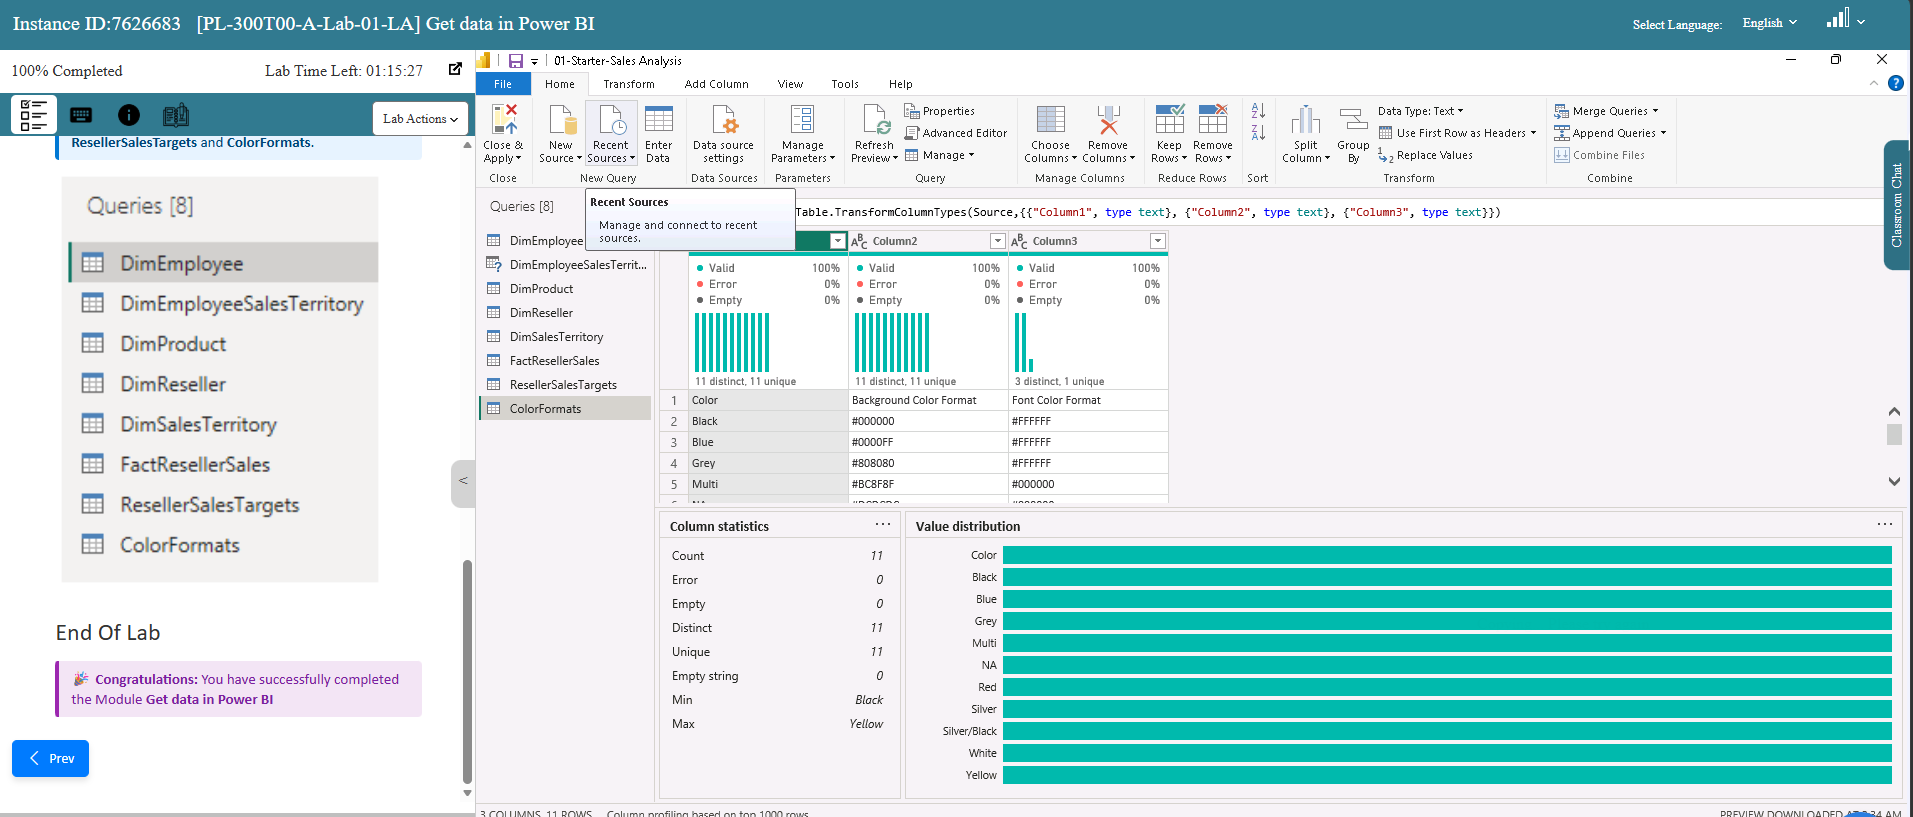 Instance ID:7626683 [PL-300T00-A-Lab-01-LA] Get data in Power BI
Select Language: English
100% Completed
Lab Time Left: 01:15:27
Lab Actions
ResellerSalesTargets and ColorFormats.
Queries [8]
DimEmployee
DimEmployeeSalesTerritory
DimProduct
DimReseller
DimSalesTerritory
FactResellerSales
ResellerSalesTargets
ColorFormats
End Of Lab
Congratulations: You have successfully completed
the Module Get data in Power BI
Prev
<
01-Starter-Sales Analysis
File Home Transform Add Column View Tools Help
?
Close &
Apply
Close
New
Source
Recent
Sources
Enter
Data
New Query
Data source
settings
Data Sources
Manage
Parameters
Parameters
Refresh
Preview
Properties
Advanced Editor
Manage
Query
Choose
Columns
Remove
Columns
Manage Columns
Keep
Rows
Remove
Rows
Reduce Rows
Sort
Split
Column
Group
By
Data Type: Text
Use First Row as Headers
Replace Values
Transform
Merge Queries
Append Queries
Combine Files
Combine
Classroom Chat
Recent Sources
Manage and connect to recent
sources.
Queries [8]
DimEmployee
DimEmployeeSalesTerrit...
DimProduct
DimReseller
DimSalesTerritory
FactResellerSales
ResellerSalesTargets
ColorFormats
Table.TransformColumnTypes(Source,{{"Column1", type text}, {"Column2", type text}, {"Column3", type text}})
ABC Column2
ABC Column3
Valid 100% Valid 100% Valid 100%
Error 0% Error 0% Error 0%
Empty 0% Empty 0% Empty 0%
11 distinct, 11 unique 11 distinct, 11 unique 3 distinct, 1 unique
1 Color Background Color Format Font Color Format
2 Black #000000 #FFFFFF
3 Blue #0000FF #FFFFFF
4 Grey #808080 #FFFFFF
5 Multi #BC8F8F #000000
Column statistics ...
Count 11
Error 0
Empty 0
Distinct 11
Unique 11
Empty string 0
Min Black
Max Yellow
Value distribution ...
Color
Black
Blue
Grey
Multi
NA
Red
Silver
Silver/Black
White
Yellow
3 COLUMNS, 11 ROWS Column profiling based on top 1000 rows
PREVIEW DOWNLOADED